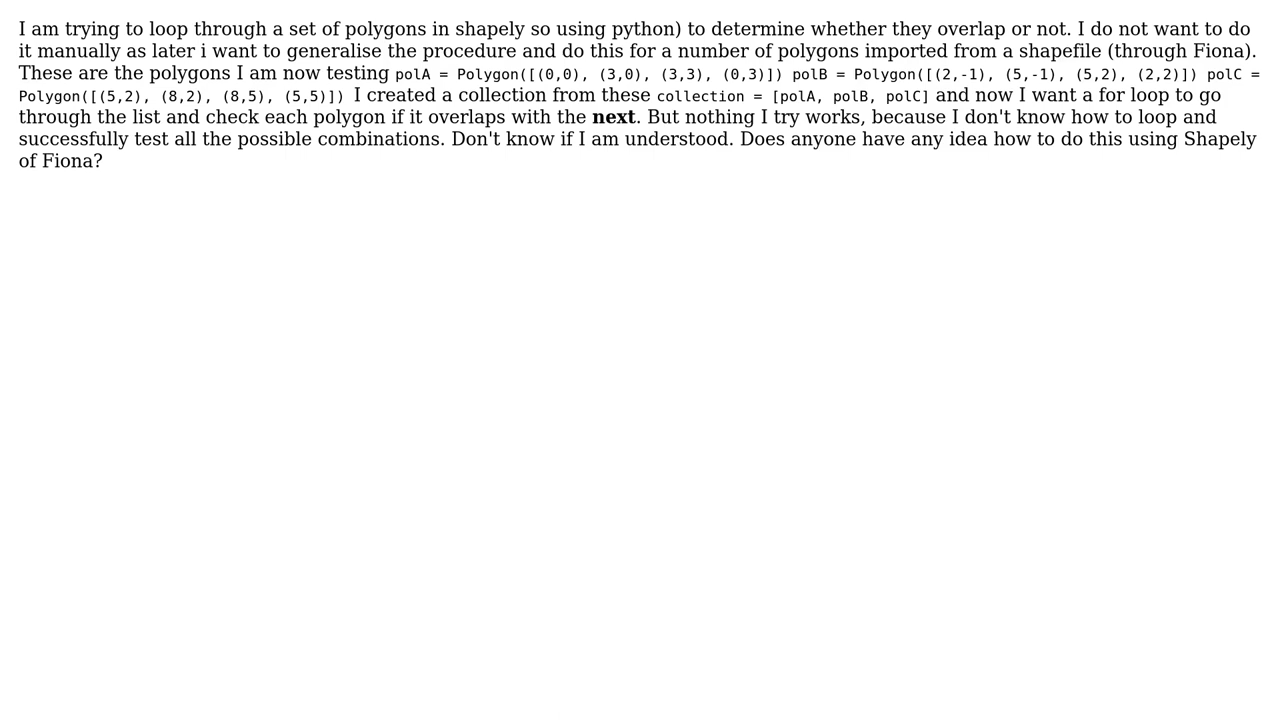 I am trying to loop through a set of polygons in shapely so using python) to determine whether they overlap or not. I do not want to do
it manually as later i want to generalise the procedure and do this for a number of polygons imported from a shapefile (through Fiona).
These are the polygons I am now testing polA = Polygon([(0,0), (3,0), (3,3), (0,3)]) polB = Polygon([(2,-1), (5,-1), (5,2), (2,2)]) polC =
Polygon([(5,2), (8,2), (8,5), (5,5)]) I created a collection from these collection = [polA, polB, polC] and now I want a for loop to go
through the list and check each polygon if it overlaps with the next. But nothing I try works, because I don't know how to loop and
successfully test all the possible combinations. Don't know if I am understood. Does anyone have any idea how to do this using Shapely
of Fiona?